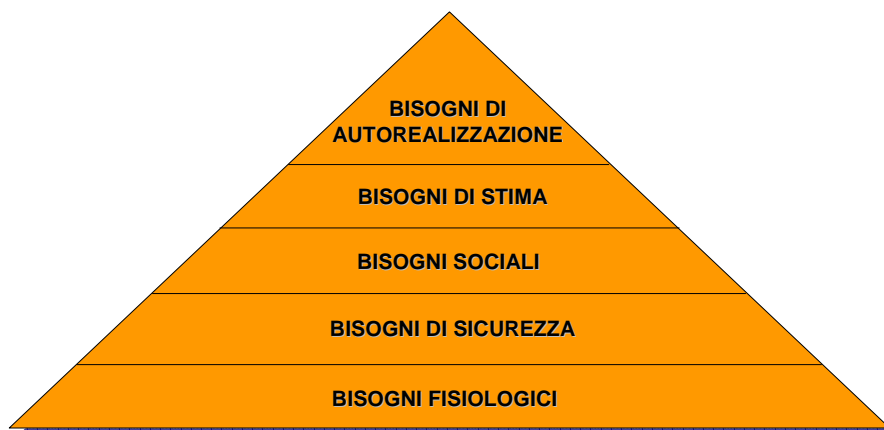 BISOGNI DI
AUTOREALIZZAZIONE
BISOGNI DI STIMA
BISOGNI SOCIALI
BISOGNI DI SICUREZZA
BISOGNI FISIOLOGICI